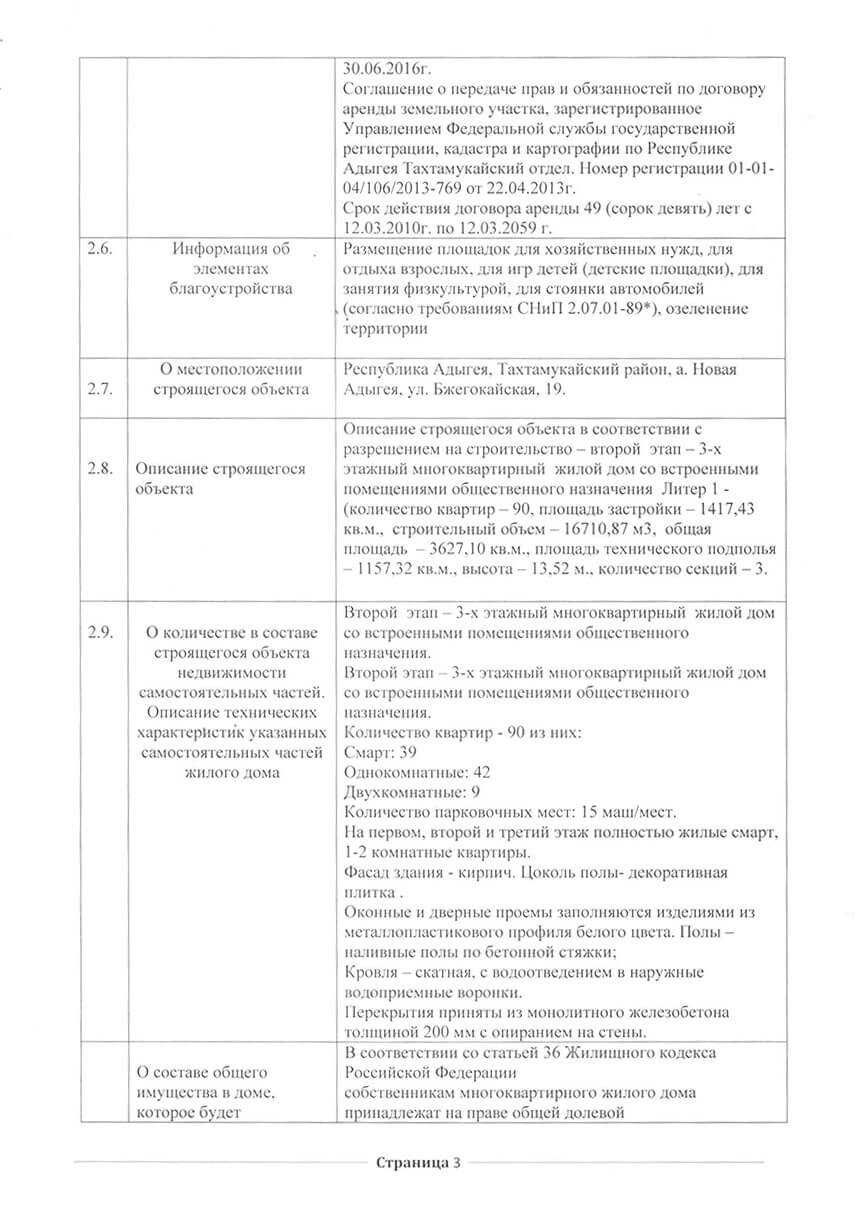 30.06.2016г.
Соглашение о передаче прав и обязанностей по договору
аренды земельного участка, зарегистрированное
Управлением Федеральной службы государственной
регистрации, кадастра и картографии по Республике
Адыгея Тахтамукайский отдел. Номер регистрации 01-01-
04/106/2013-769 от 22.04.2013г.
Срок действия договора аренды 49 (сорок девять) лет с
12.03.2010г. по 12.03.2059 г.
2.6.
Информация об
элементах
благоустройства
Размещение площадок для хозяйственных нужд, для
отдыха взрослых, для игр детей (детские площадки), для
занятия физкультурой, для стоянки автомобилей
(согласно требованиям СНиП 2.07.01-89*), озеленение
территории
2.7.
О местоположении
строящегося объекта
Республика Адыгея, Тахтамукайский район, а. Новая
Адыгея, ул. Бжегокайская, 19.
2.8.
Описание строящегося
объекта
Описание строящегося объекта в соответствии с
разрешением на строительство – второй этап – 3-х
этажный многоквартирный жилой дом со встроенными
помещениями общественного назначения Литер 1 -
(количество квартир – 90, площадь застройки – 1417,43
кв.м., строительный объем – 16710,87 м3, общая
площадь – 3627,10 кв.м., площадь технического подполья
– 1157,32 кв.м., высота – 13,52 м., количество секций – 3.
2.9.
О количестве в составе
строящегося объекта
недвижимости
самостоятельных частей.
Описание технических
характеристик указанных
самостоятельных частей
жилого дома
Второй этап – 3-х этажный многоквартирный жилой дом
со встроенными помещениями общественного
назначения.
Второй этап – 3-х этажный многоквартирный жилой дом
со встроенными помещениями общественного
назначения.
Количество квартир - 90 из них:
Смарт: 39
Однокомнатные: 42
Двухкомнатные: 9
Количество парковочных мест: 15 маш/мест.
На первом, второй и третий этаж полностью жилые смарт,
1-2 комнатные квартиры.
Фасад здания - кирпич. Цоколь полы- декоративная
плитка .
Оконные и дверные проемы заполняются изделиями из
металлопластикового профиля белого цвета. Полы –
наливные полы по бетонной стяжки;
Кровля – скатная, с водоотведением в наружные
водоприемные воронки.
Перекрытия приняты из монолитного железобетона
толщиной 200 мм с опиранием на стены.
О составе общего
имущества в доме,
которое будет
В соответствии со статьей 36 Жилищного кодекса
Российской Федерации
собственникам многоквартирного жилого дома
принадлежат на праве общей долевой
Страница 3